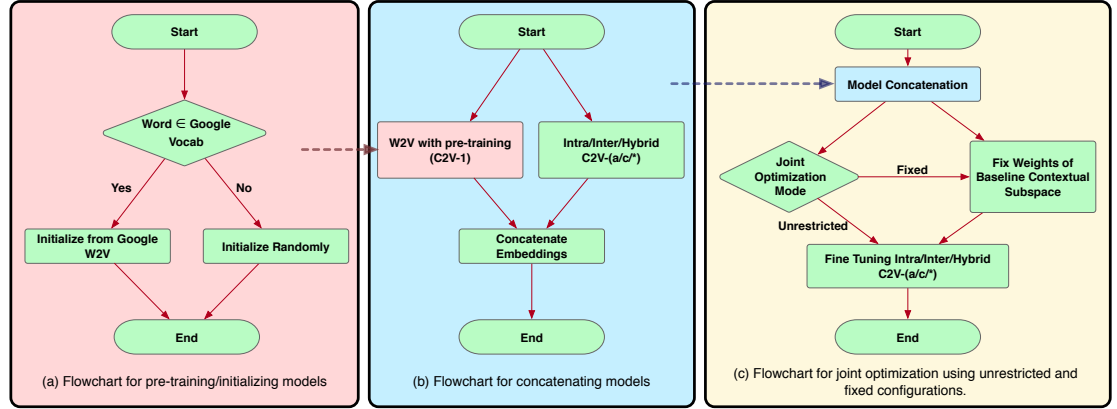 Start
Word ∈ Google
Vocab
Yes
No
Initialize from Google
W2V
Initialize Randomly
End
(a) Flowchart for pre-training/initializing models
Start
W2V with pre-training
(C2V-1)
Intra/Inter/Hybrid
C2V-(a/c/*)
Concatenate
Embeddings
End
(b) Flowchart for concatenating models
Start
Model Concatenation
Joint
Optimization
Mode
Fixed
Fix Weights of
Baseline Contextual
Subspace
Unrestricted
Fine Tuning Intra/Inter/Hybrid
C2V-(a/c/*)
End
(c) Flowchart for joint optimization using unrestricted and
fixed configurations.